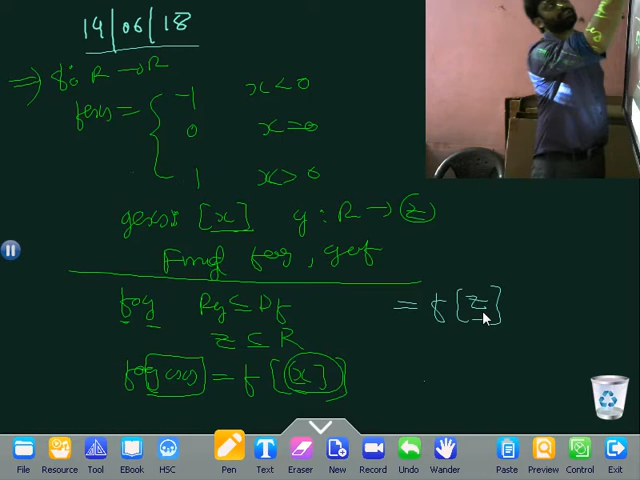 14/06/18
⇒ f: R → R
f(x) = { -1 x < 0
0 x = 0
1 x > 0
g(x): [x] g: R → Z
Find fog, gof
fog Rg ⊆ Df
Z ⊆ R
fog(x) = f [[x]]
= f [Z]
File Resource Tool EBook HSC Pen Text Eraser New Record Undo Wander Paste Preview Control Exit